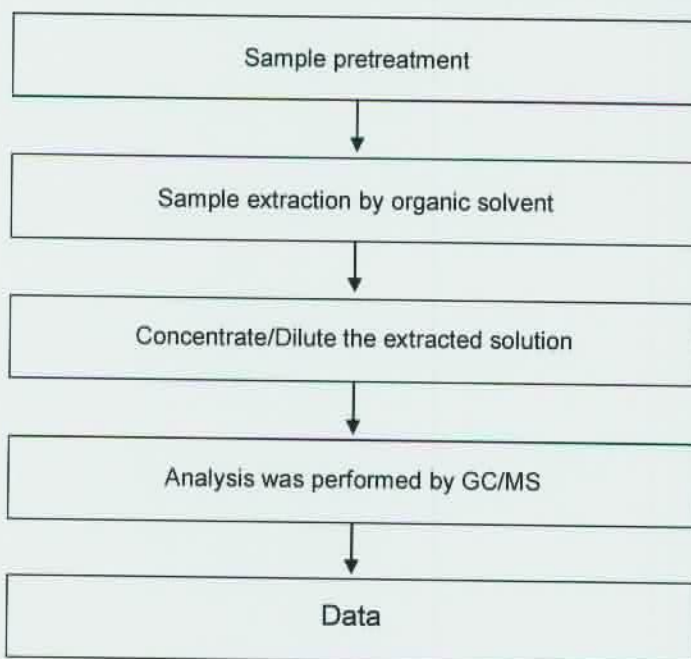 Sample pretreatment
Sample extraction by organic solvent
Concentrate/Dilute the extracted solution
Analysis was performed by GC/MS
Data